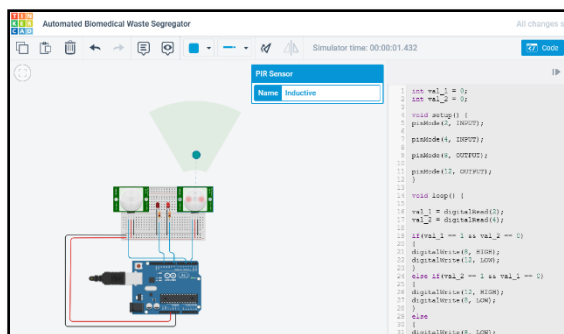 TIN
KER
CAD
Automated Biomedical Waste Segregator
All changes s
Simulator time: 00:00:01.432
Code
PIR Sensor
Name Inductive
1 int val_1 = 0;
2 int val_2 = 0;
3
4 void setup() {
5 pinMode(2, INPUT);
6
7 pinMode(4, INPUT);
8
9 pinMode(8, OUTPUT);
10
11 pinMode(12, OUTPUT);
12 }
13
14 void loop() {
15
16 val_1 = digitalRead(2);
17 val_2 = digitalRead(4);
18
19 if(val_1 == 1 && val_2 == 0)
20 {
21 digitalWrite(8, HIGH);
22 digitalWrite(12, LOW);
23 }
24 else if(val_2 == 1 && val_1 == 0)
25 {
26 digitalWrite(12, HIGH);
27 digitalWrite(8, LOW);
28 }
29 else
30 {
31 digitalWrite(8, LOW);